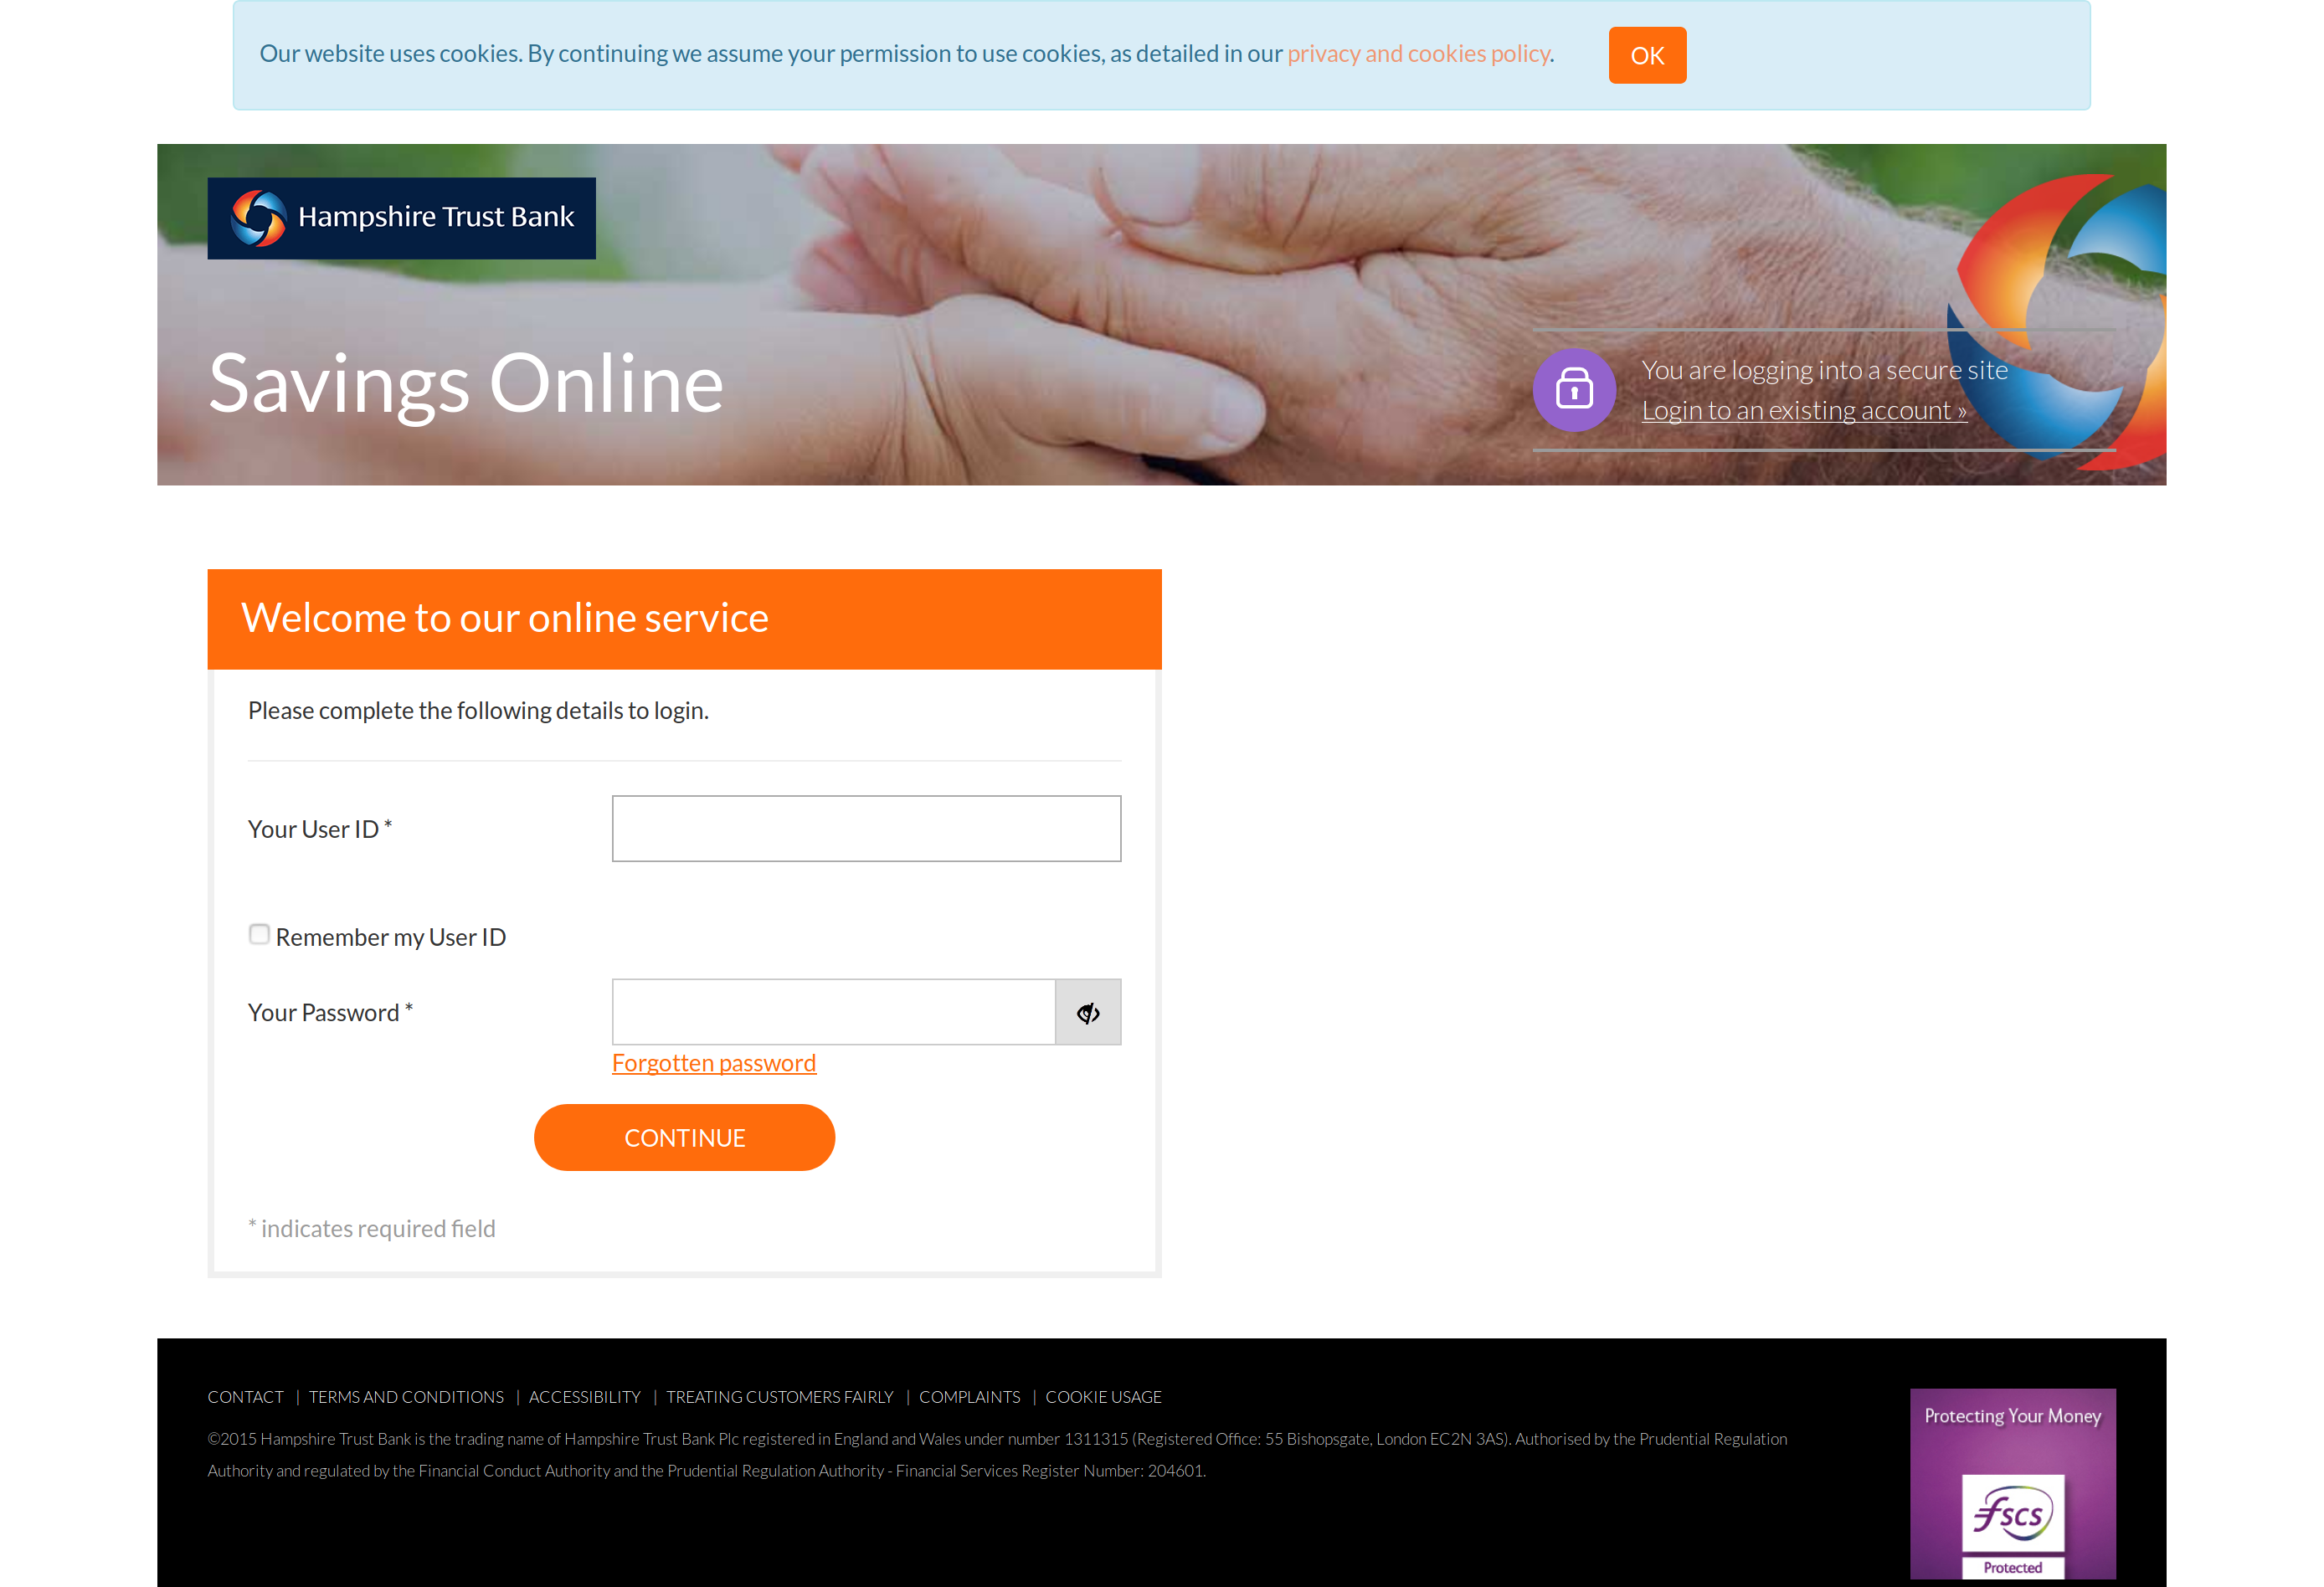 Our website uses cookies. By continuing we assume your permission to use cookies, as detailed in our privacy and cookies policy.
OK
Hampshire Trust Bank
Savings Online
You are logging into a secure site
Login to an existing account »
Welcome to our online service
Please complete the following details to login.
Your User ID *
Remember my User ID
Your Password *
Forgotten password
CONTINUE
* indicates required field
CONTACT | TERMS AND CONDITIONS | ACCESSIBILITY | TREATING CUSTOMERS FAIRLY | COMPLAINTS | COOKIE USAGE
©2015 Hampshire Trust Bank is the trading name of Hampshire Trust Bank Plc registered in England and Wales under number 1311315 (Registered Office: 55 Bishopsgate, London EC2N 3AS). Authorised by the Prudential Regulation
Authority and regulated by the Financial Conduct Authority and the Prudential Regulation Authority - Financial Services Register Number: 204601.
Protecting Your Money
fscs
Protected